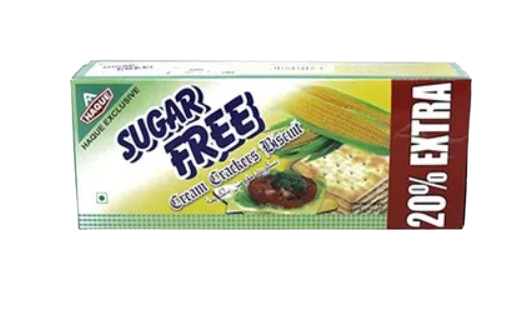 HAQUE
HAQUE EXCLUSIVE
SUGAR
FREE
Cream Crackers Biscuit
20% EXTRA